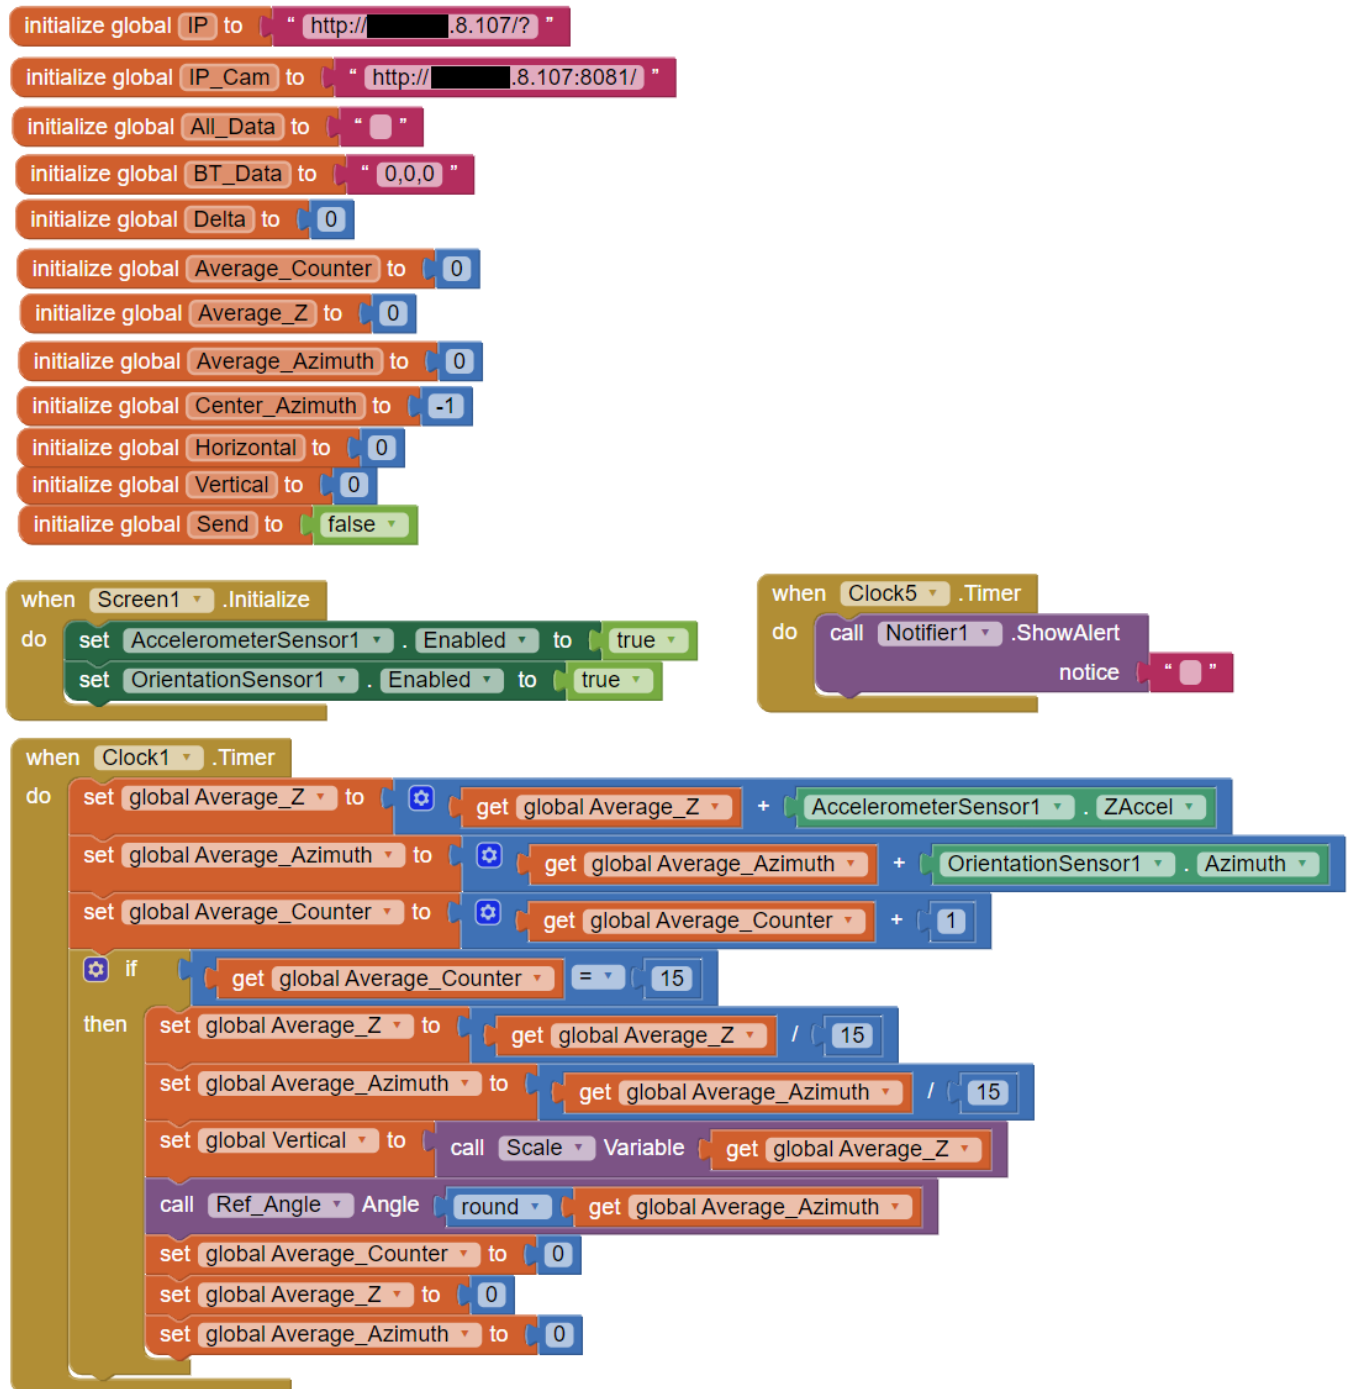 initialize global IP to " http:// .8.107/? "
initialize global IP_Cam to " http:// .8.107:8081/ "
initialize global All_Data to " "
initialize global BT_Data to " 0,0,0 "
initialize global Delta to 0
initialize global Average_Counter to 0
initialize global Average_Z to 0
initialize global Average_Azimuth to 0
initialize global Center_Azimuth to -1
initialize global Horizontal to 0
initialize global Vertical to 0
initialize global Send to false
when Screen1 .Initialize
do set AccelerometerSensor1 . Enabled to true
set OrientationSensor1 . Enabled to true
when Clock5 .Timer
do call Notifier1 .ShowAlert
notice " "
when Clock1 .Timer
do set global Average_Z to get global Average_Z + AccelerometerSensor1 . ZAccel
set global Average_Azimuth to get global Average_Azimuth + OrientationSensor1 . Azimuth
set global Average_Counter to get global Average_Counter + 1
if get global Average_Counter = 15
then set global Average_Z to get global Average_Z / 15
set global Average_Azimuth to get global Average_Azimuth / 15
set global Vertical to call Scale Variable get global Average_Z
call Ref_Angle Angle round get global Average_Azimuth
set global Average_Counter to 0
set global Average_Z to 0
set global Average_Azimuth to 0